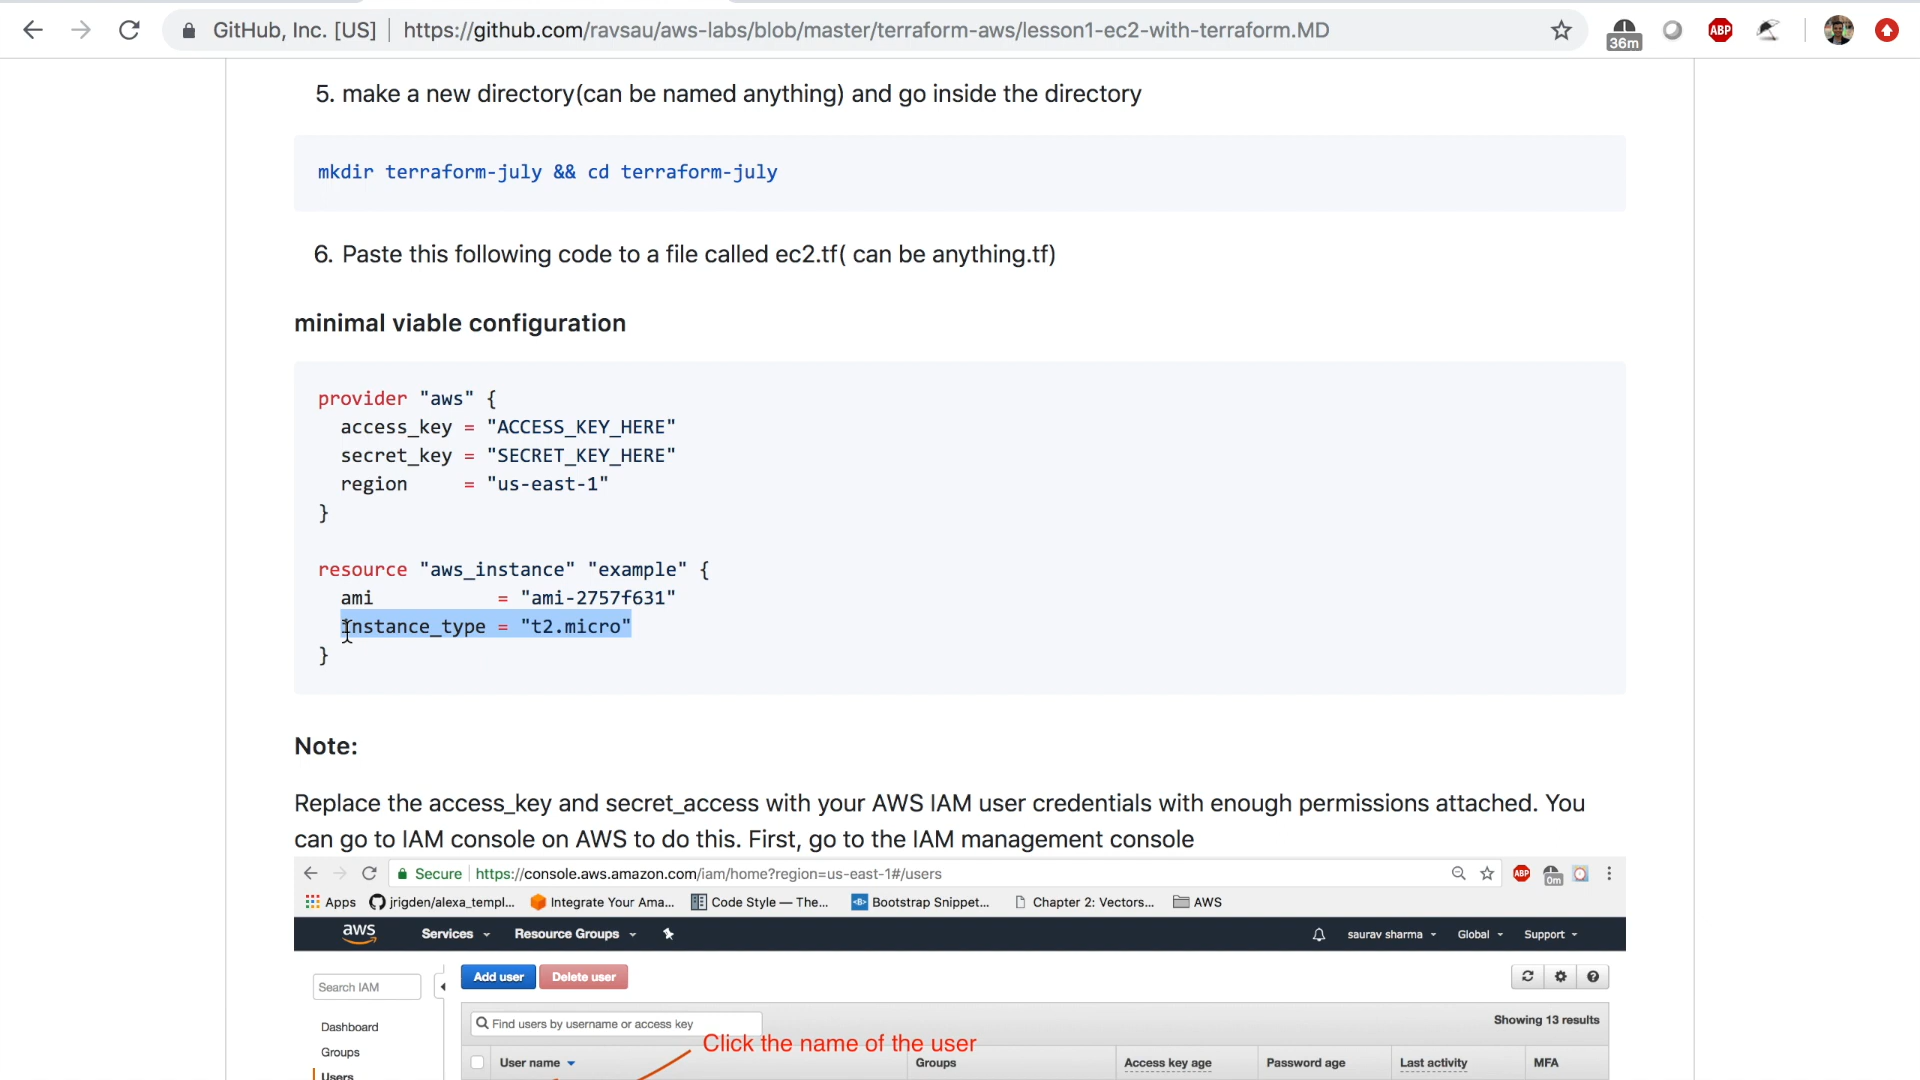 GitHub, Inc. [US] https://github.com/ravsau/aws-labs/blob/master/terraform-aws/lesson1-ec2-with-terraform.MD
36m
ABP
5. make a new directory(can be named anything) and go inside the directory
mkdir terraform-july && cd terraform-july
6. Paste this following code to a file called ec2.tf( can be anything.tf)
minimal viable configuration
provider "aws" {
access_key = "ACCESS_KEY_HERE"
secret_key = "SECRET_KEY_HERE"
region = "us-east-1"
}
resource "aws_instance" "example" {
ami = "ami-2757f631"
instance_type = "t2.micro"
}
Note:
Replace the access_key and secret_access with your AWS IAM user credentials with enough permissions attached. You
can go to IAM console on AWS to do this. First, go to the IAM management console
Secure https://console.aws.amazon.com/iam/home?region=us-east-1#/users
ABP
0m
Apps jrigden/alexa_templ... Integrate Your Ama... Code Style — The... Bootstrap Snippet... Chapter 2: Vectors... AWS
aws Services Resource Groups saurav sharma Global Support
Add user Delete user
Search IAM
Find users by username or access key Showing 13 results
Dashboard
Click the name of the user
Groups
User name Groups Access key age Password age Last activity MFA
Users